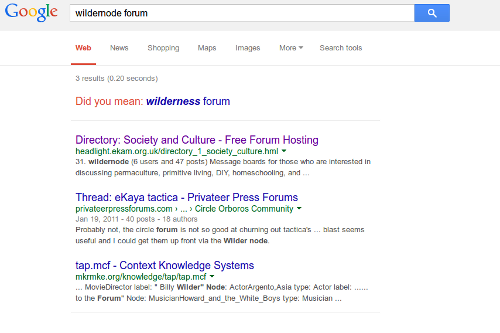 Google wildernode forum
Web News Shopping Maps Images More Search tools
3 results (0.20 seconds)
Did you mean: wilderness forum
Directory: Society and Culture - Free Forum Hosting
headlight.ekam.org.uk/directory_1_society_culture.hml
31. wildernode (6 users and 47 posts) Message boards for those who are interested in
discussing permaculture, primitive living, DIY, homeschooling, and ...
Thread: eKaya tactica - Privateer Press Forums
privateerpressforums.com › ... › Circle Orboros Community
Jan 19, 2011 - 40 posts - 18 authors
Probably not, the circle forum is not so good at churning out tactica's ... blast seems
useful and I could get them up front via the Wilder node.
tap.mcf - Context Knowledge Systems
mkrmke.org/knowledge/tap/tap.mcf
... MovieDirector label: " Billy Wilder" Node: ActorArgento,Asia type: Actor label: ......
to the Forum" Node: MusicianHoward_and_the_White_Boys type: Musician ...